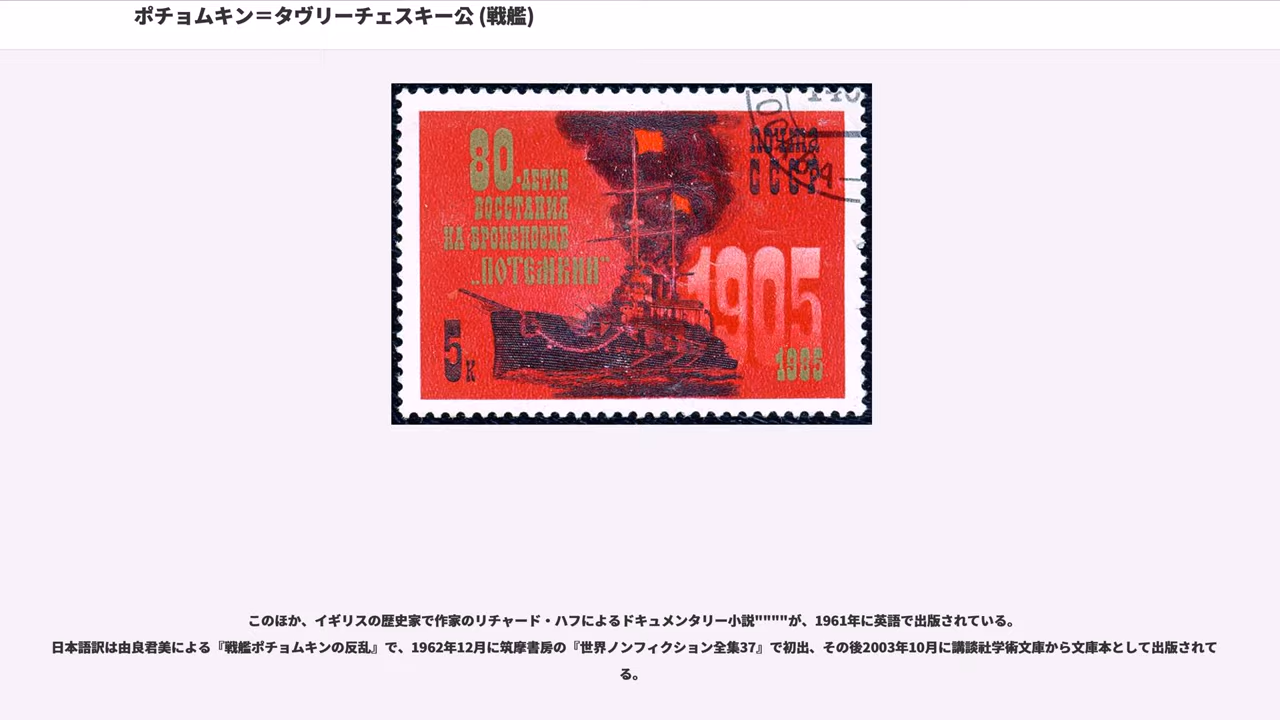 ポチョムキン＝タヴリーチェスキー公 (戦艦)
140
ПОЧТА
СССР
80-ЛЕТИЕ
ВОССТАНИЯ
НА БРОНЕНОСЦЕ
„ПОТЕМКИН"
1905
5 К
1985
このほか、イギリスの歴史家で作家のリチャード・ハフによるドキュメンタリー小説""""が、1961年に英語で出版されている。
日本語訳は由良君美による『戦艦ポチョムキンの反乱』で、1962年12月に筑摩書房の『世界ノンフィクション全集37』で初出、その後2003年10月に講談社学術文庫から文庫本として出版されて
る。